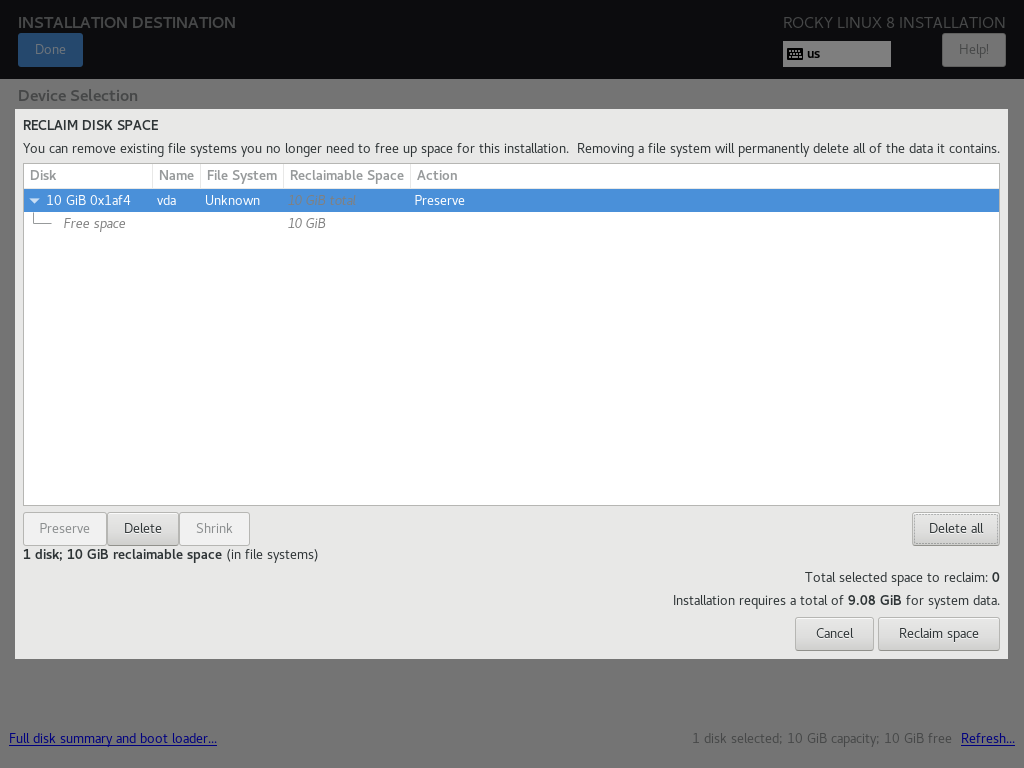 INSTALLATION DESTINATION
ROCKY LINUX 8 INSTALLATION
Done
us
Help!
Device Selection
RECLAIM DISK SPACE
You can remove existing file systems you no longer need to free up space for this installation.  Removing a file system will permanently delete all of the data it contains.
Disk Name File System Reclaimable Space Action
10 GiB 0x1af4 vda Unknown 10 GiB total Preserve
Free space 10 GiB
Preserve Delete Shrink Delete all
1 disk; 10 GiB reclaimable space (in file systems)
Total selected space to reclaim: 0
Installation requires a total of 9.08 GiB for system data.
Cancel Reclaim space
Full disk summary and boot loader... 1 disk selected; 10 GiB capacity; 10 GiB free Refresh...